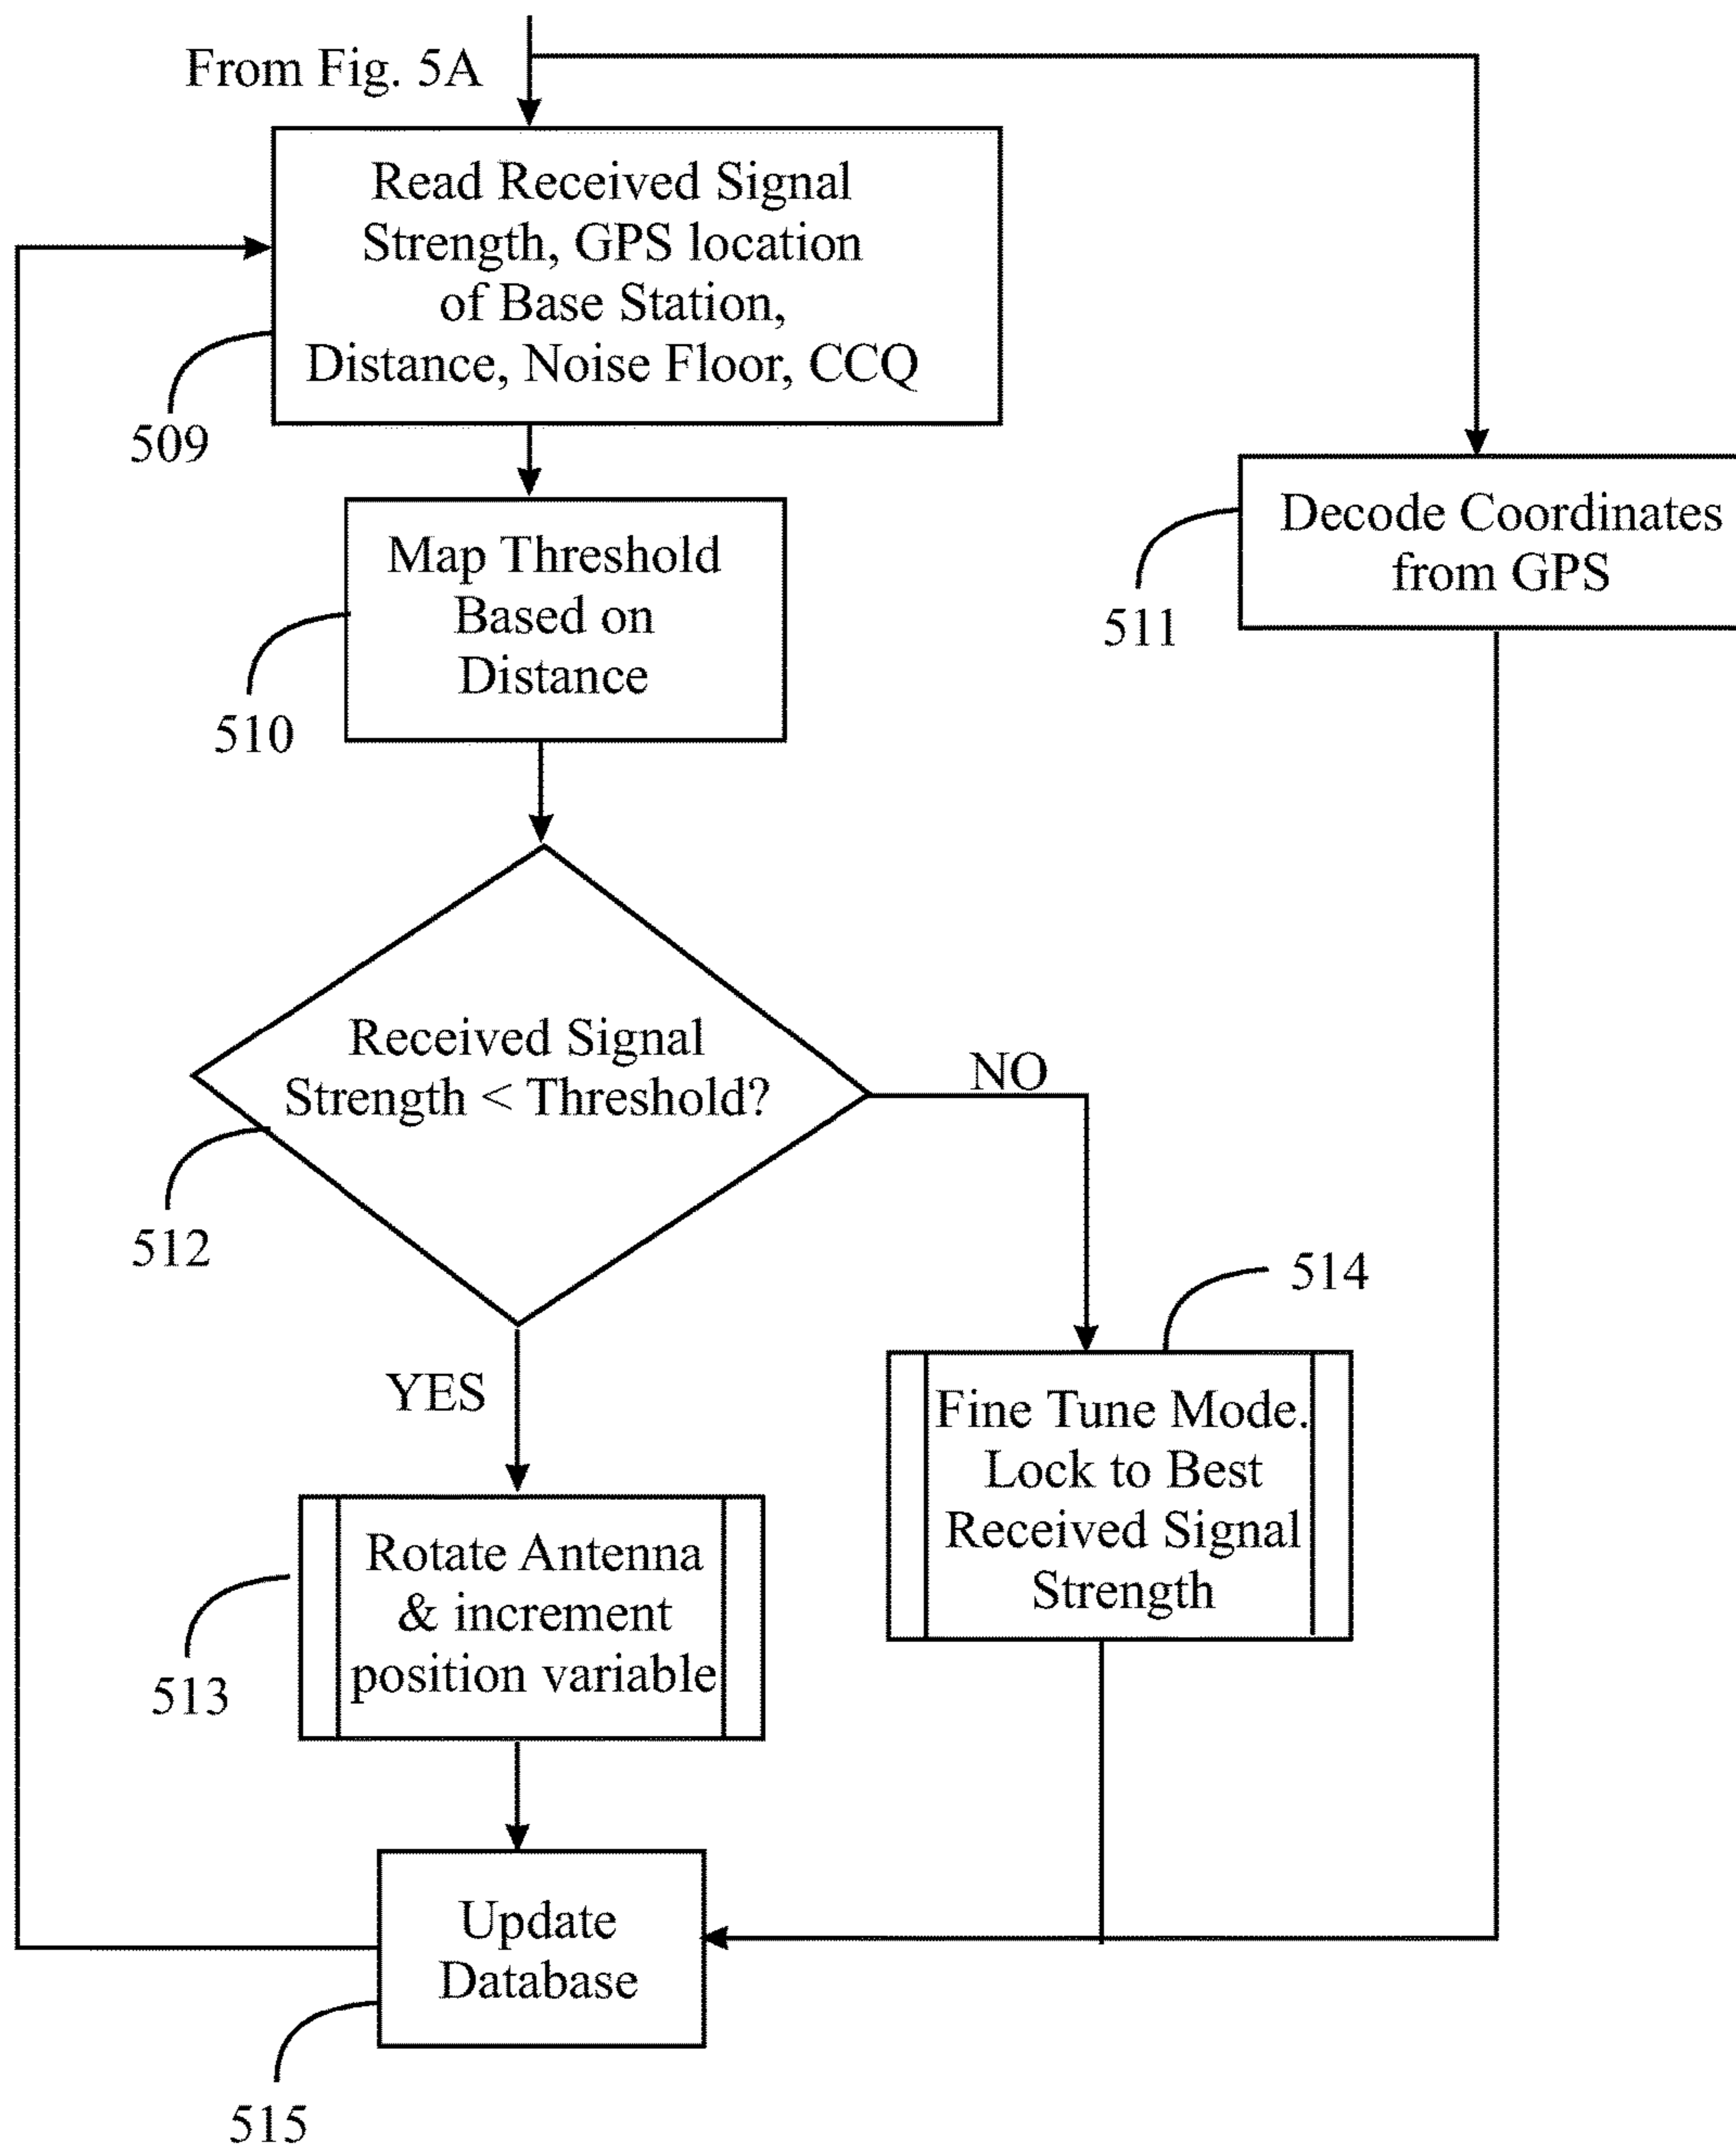 From Fig. 5A
Read Received Signal
Strength, GPS location
of Base Station,
Distance, Noise Floor, CCQ
509
Decode Coordinates
from GPS
511
Map Threshold
Based on
Distance
510
Received Signal
Strength < Threshold?
NO
512
514
YES
Fine Tune Mode.
Lock to Best
Received Signal
Strength
Rotate Antenna
& increment
position variable
513
Update
Database
515